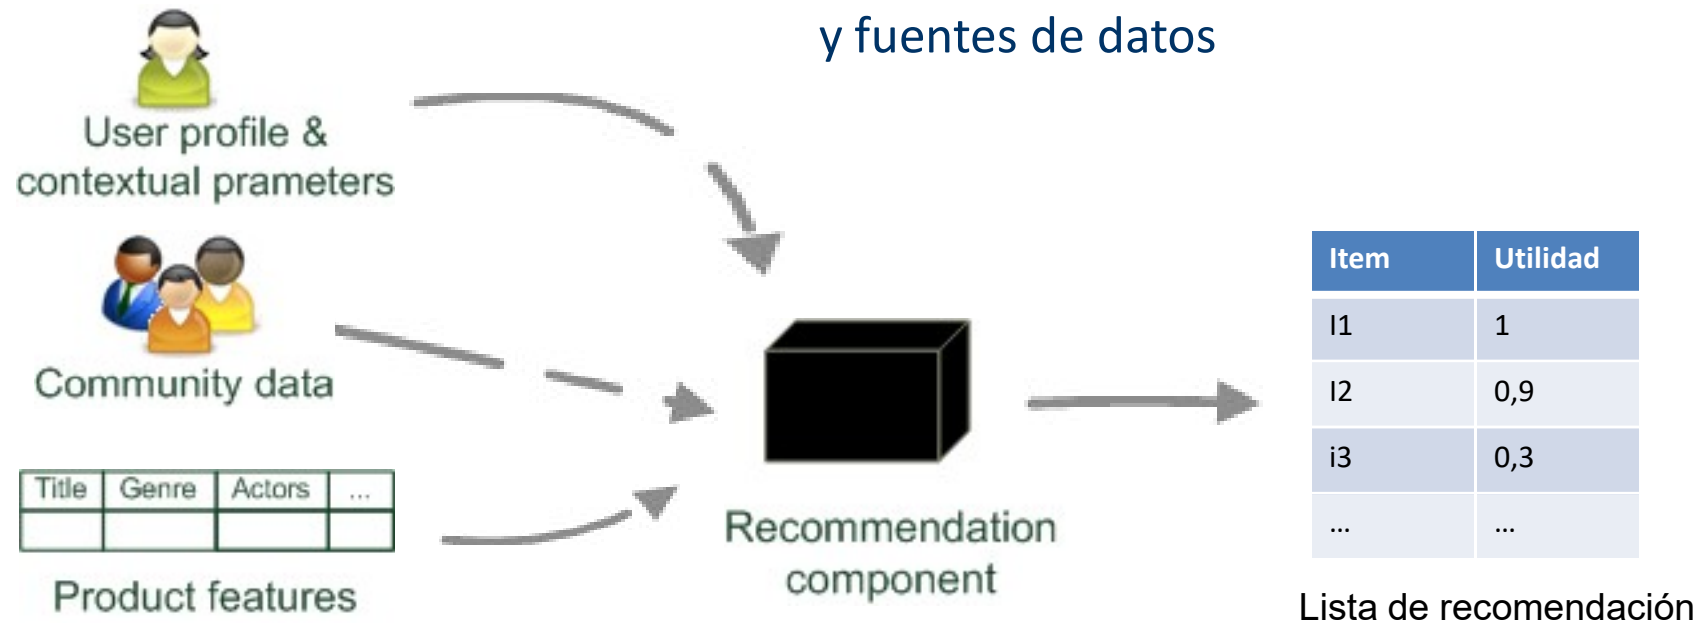 y fuentes de datos
User profile &
contextual prameters
Community data
Title Genre Actors ...
Product features
Recommendation
component
Item Utilidad
I1 1
I2 0,9
i3 0,3
... ...
Lista de recomendación